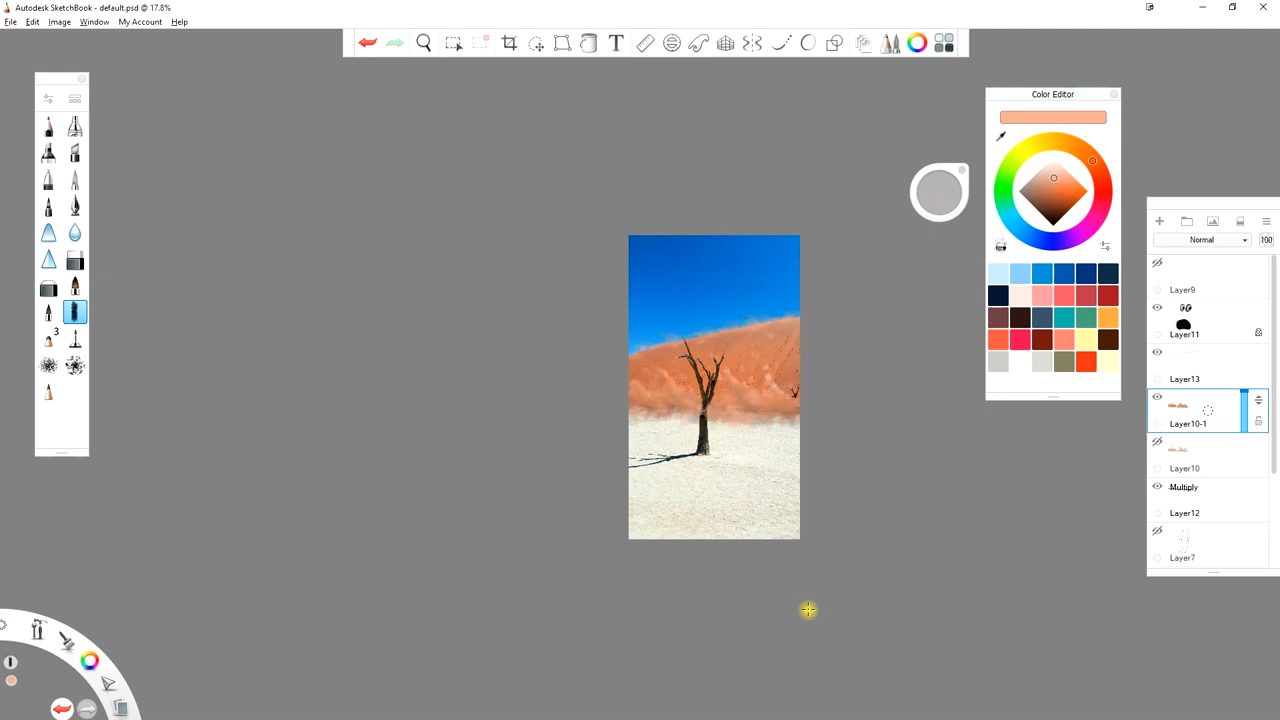 Autodesk SketchBook - default.psd @ 17.8%
File Edit Image Window My Account Help
T
Color Editor
Normal 100
Layer9
Layer11
Layer13
Layer10-1
Layer10
Multiply
Layer12
Layer7
3